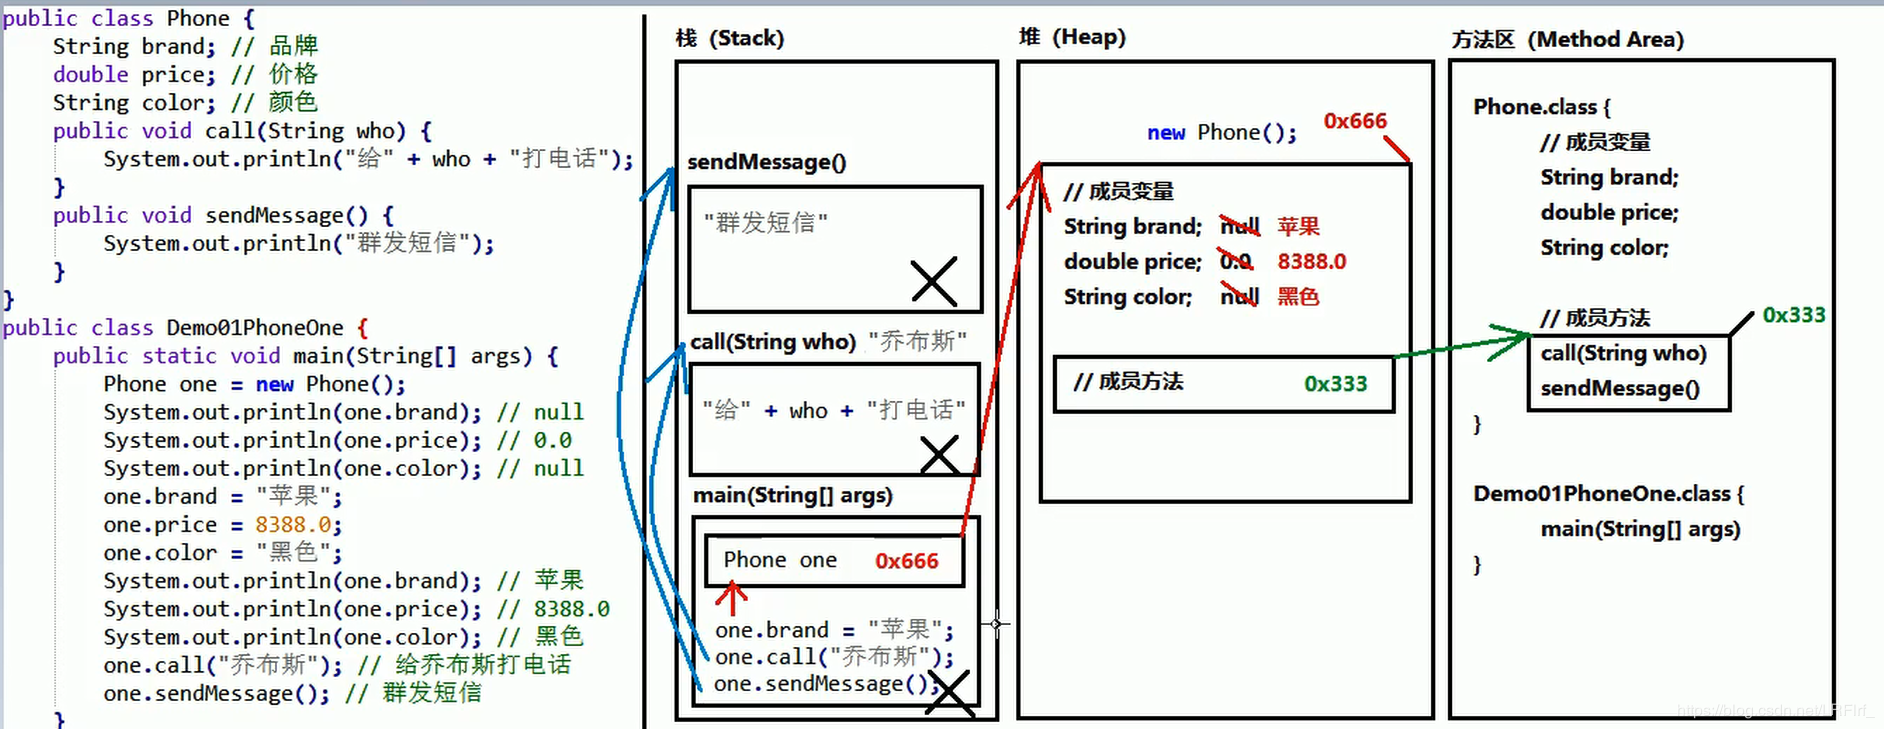 public class Phone {
String brand; // 品牌
double price; // 价格
String color; // 颜色
public void call(String who) {
System.out.println("给" + who + "打电话");
}
public void sendMessage() {
System.out.println("群发短信");
}
}
public class Demo01PhoneOne {
public static void main(String[] args) {
Phone one = new Phone();
System.out.println(one.brand); // null
System.out.println(one.price); // 0.0
System.out.println(one.color); // null
one.brand = "苹果";
one.price = 8388.0;
one.color = "黑色";
System.out.println(one.brand); // 苹果
System.out.println(one.price); // 8388.0
System.out.println(one.color); // 黑色
one.call("乔布斯"); // 给乔布斯打电话
one.sendMessage(); // 群发短信
}
栈 (Stack)
sendMessage()
"群发短信"
call(String who) "乔布斯"
"给" + who + "打电话"
main(String[] args)
Phone one 0x666
one.brand = "苹果";
one.call("乔布斯");
one.sendMessage();
堆 (Heap)
new Phone(); 0x666
// 成员变量
String brand; null 苹果
double price; 0.0 8388.0
String color; null 黑色
// 成员方法 0x333
方法区 (Method Area)
Phone.class {
// 成员变量
String brand;
double price;
String color;
// 成员方法 0x333
call(String who)
sendMessage()
}
Demo01PhoneOne.class {
main(String[] args)
}